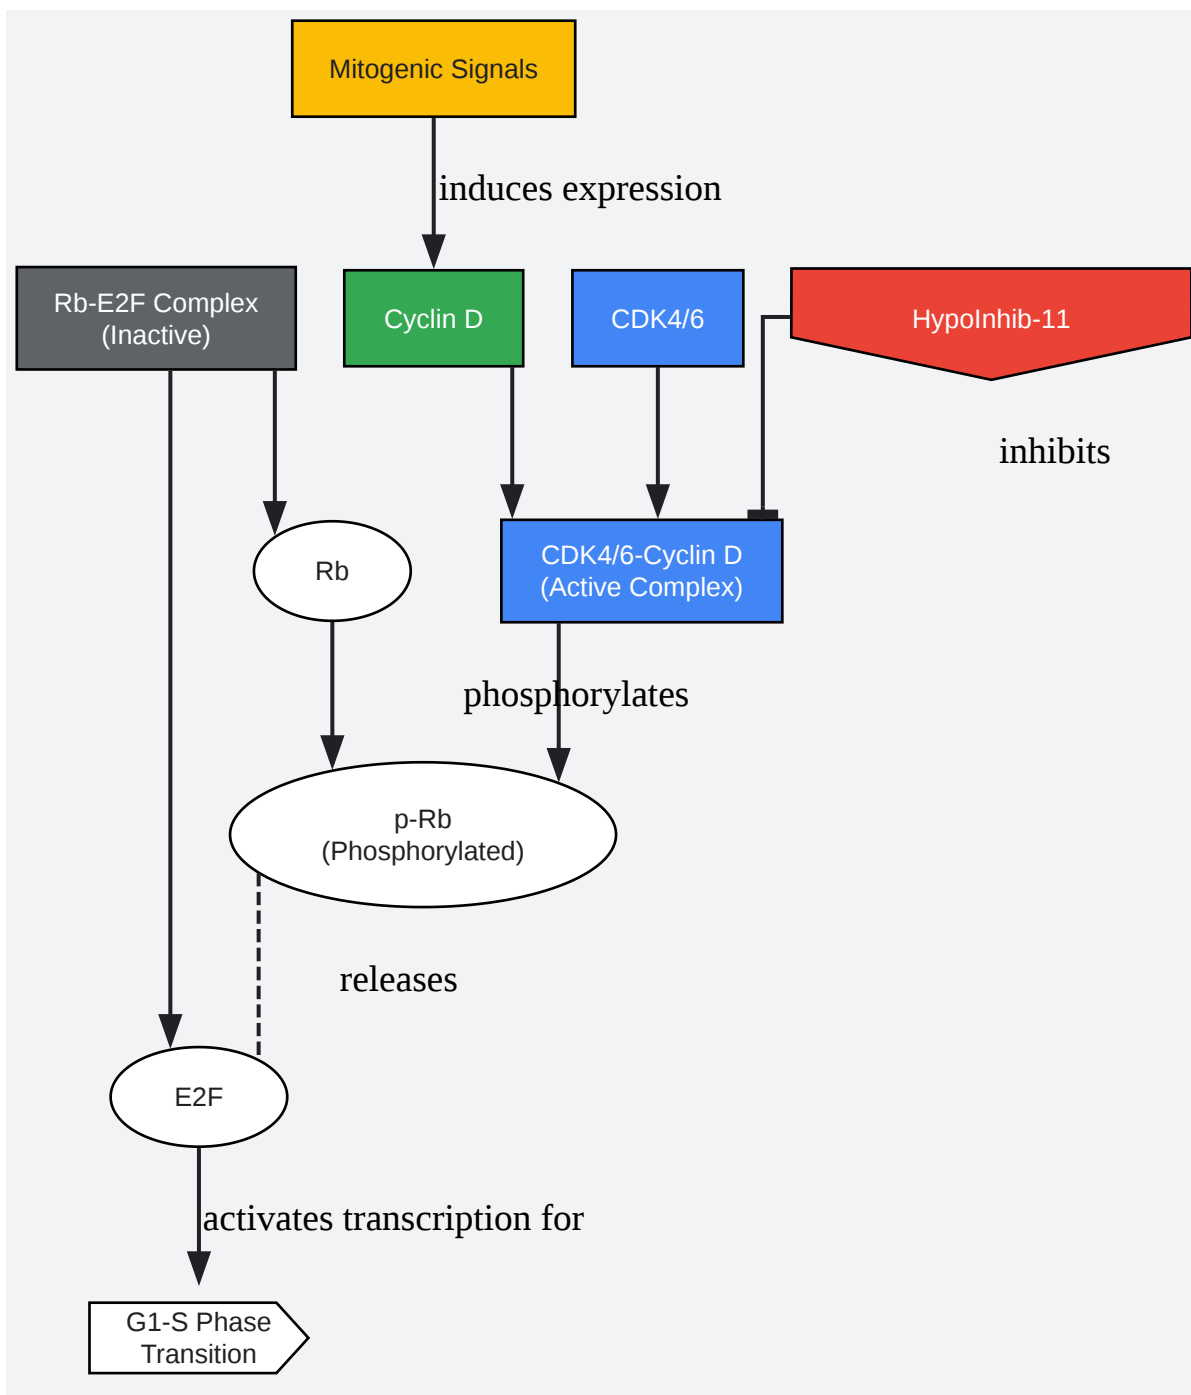 Mitogenic Signals
induces expression
Rb-E2F Complex
(Inactive)
Cyclin D
CDK4/6
HypoInhib-11
inhibits
Rb
CDK4/6-Cyclin D
(Active Complex)
phosphorylates
p-Rb
(Phosphorylated)
releases
E2F
activates transcription for
G1-S Phase
Transition